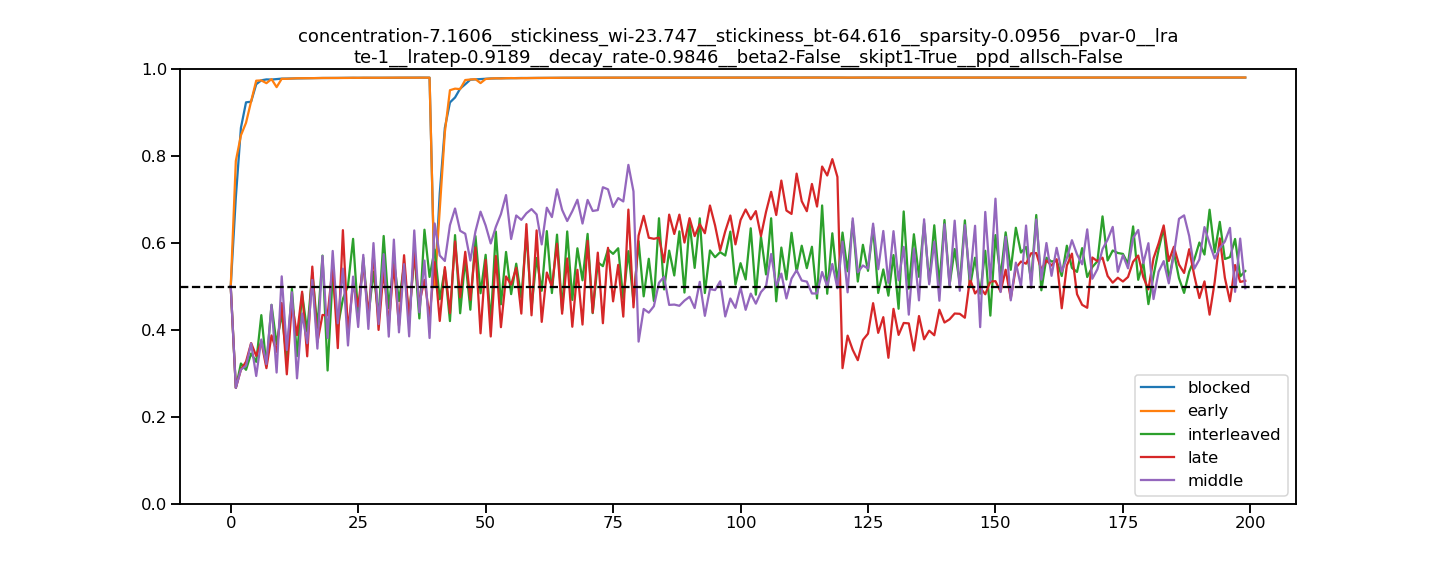 concentration-7.1606__stickiness_wi-23.747__stickiness_bt-64.616__sparsity-0.0956__pvar-0__lra
te-1__lratep-0.9189__decay_rate-0.9846__beta2-False__skipt1-True__ppd_allsch-False
1.0
0.8
0.6
0.4
0.2
0.0
blocked
early
interleaved
late
middle
0 25 50 75 100 125 150 175 200